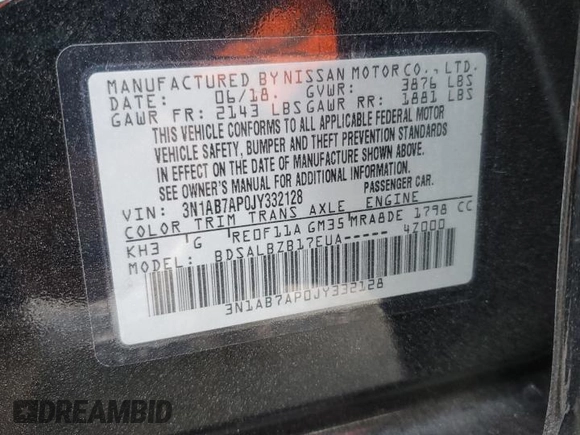 MANUFACTURED BY NISSAN MOTOR CO., LTD.
DATE: 06/18. GVWR: 3876 LBS
GAWR FR: 2143 LBS GAWR RR: 1881 LBS
THIS VEHICLE CONFORMS TO ALL APPLICABLE FEDERAL MOTOR
VEHICLE SAFETY, BUMPER AND THEFT PREVENTION STANDARDS
IN EFFECT ON THE DATE OF MANUFACTURE SHOWN ABOVE.
SEE OWNER'S MANUAL FOR ADDITIONAL INFORMATION.
VIN: 3N1AB7AP0JY332128 PASSENGER CAR.
COLOR TRIM TRANS AXLE ENGINE
KH3 G RE0F11A GM35 MRA8DE 1798 CC
MODEL: BDSALBZB17EUA----- 4Z000
3N1AB7AP0JY332128
DREAMBID